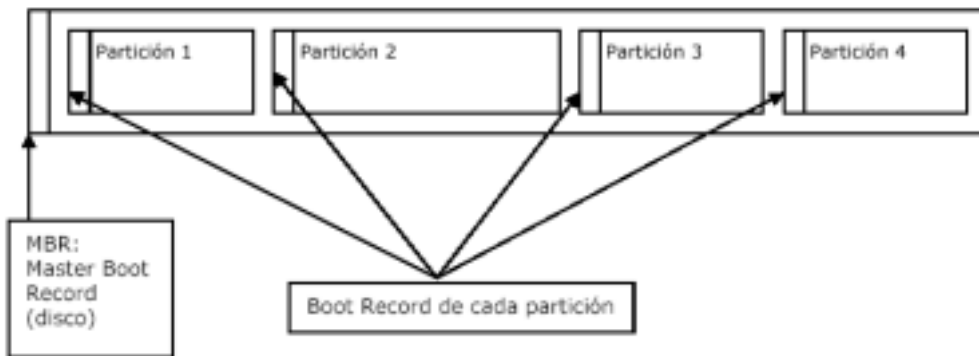 Partición 1
Partición 2
Partición 3
Partición 4
MBR:
Master Boot
Record
(disco)
Boot Record de cada partición